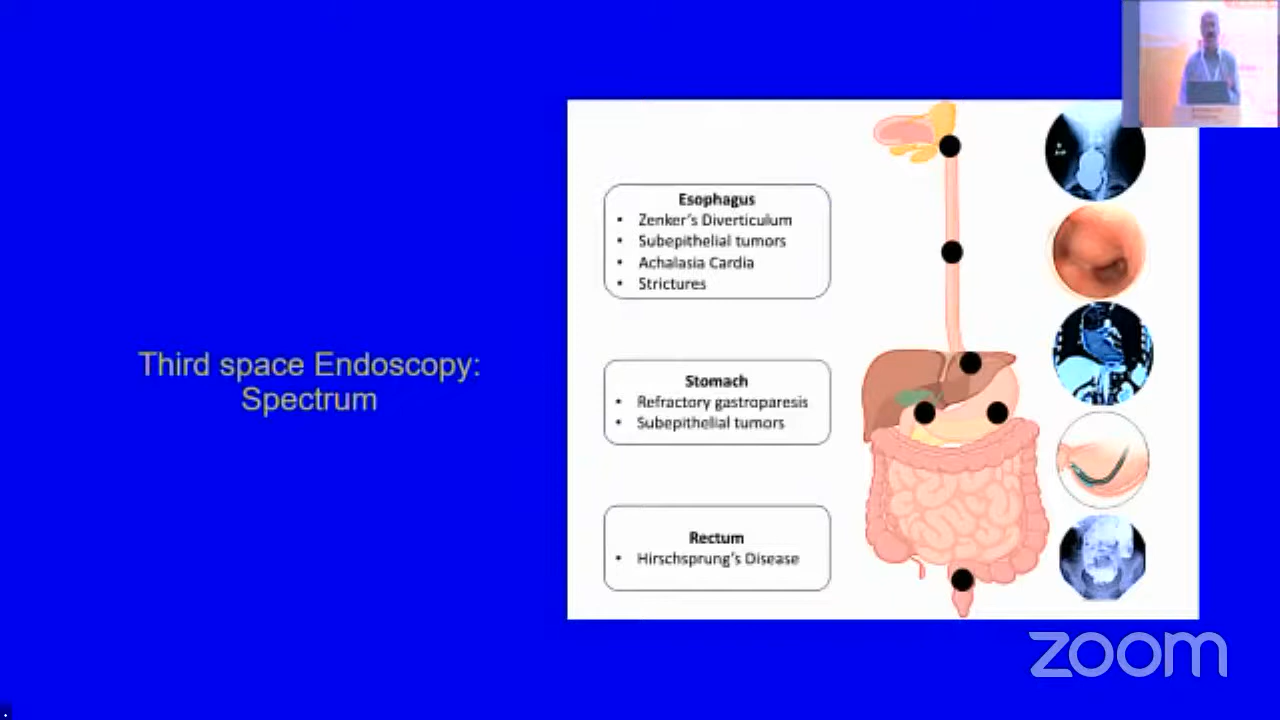 Third space Endoscopy:
Spectrum
Esophagus
• Zenker's Diverticulum
• Subepithelial tumors
• Achalasia Cardia
• Strictures
Stomach
• Refractory gastroparesis
• Subepithelial tumors
Rectum
• Hirschsprung's Disease
zoom